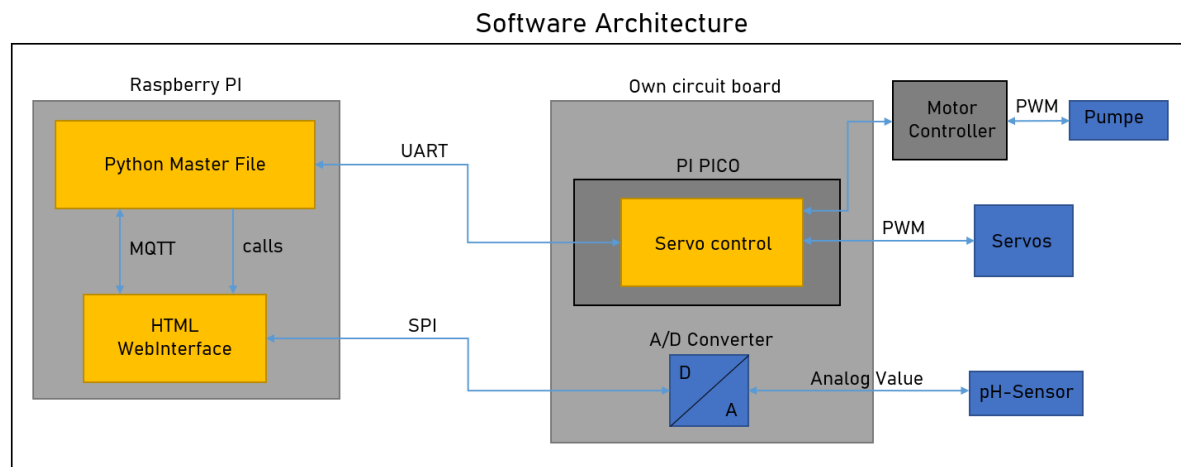 Software Architecture
Raspberry PI
Python Master File
MQTT
calls
HTML
WebInterface
UART
SPI
Own circuit board
PI PICO
Servo control
A/D Converter
D
A
Motor
Controller
PWM
Pumpe
PWM
Servos
Analog Value
pH-Sensor